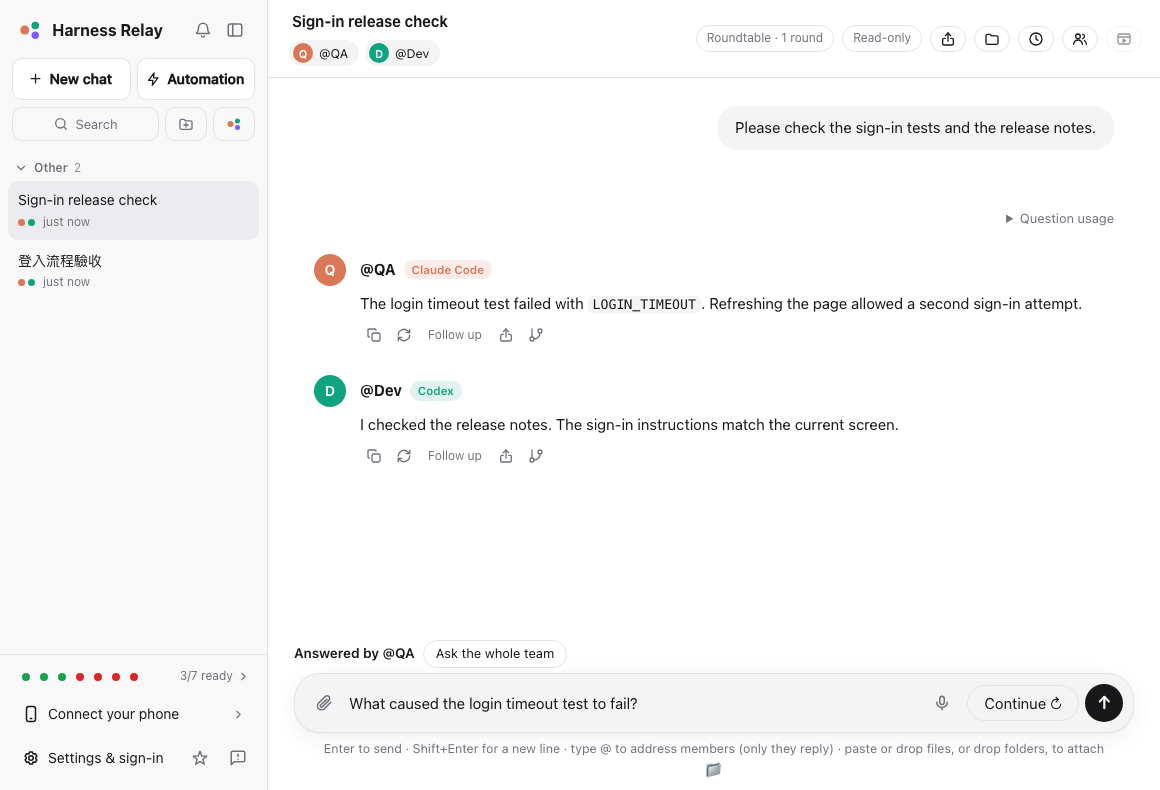 Harness Relay
New chat
Automation
Search
Other 2
Sign-in release check
just now
登入流程驗收
just now
3/7 ready
Connect your phone
Settings & sign-in
Sign-in release check
Q @QA
D @Dev
Roundtable · 1 round
Read-only
Please check the sign-in tests and the release notes.
Question usage
Q @QA Claude Code
The login timeout test failed with LOGIN_TIMEOUT. Refreshing the page allowed a second sign-in attempt.
Follow up
D @Dev Codex
I checked the release notes. The sign-in instructions match the current screen.
Follow up
Answered by @QA Ask the whole team
What caused the login timeout test to fail?
Continue ↻
Enter to send · Shift+Enter for a new line · type @ to address members (only they reply) · paste or drop files, or drop folders, to attach